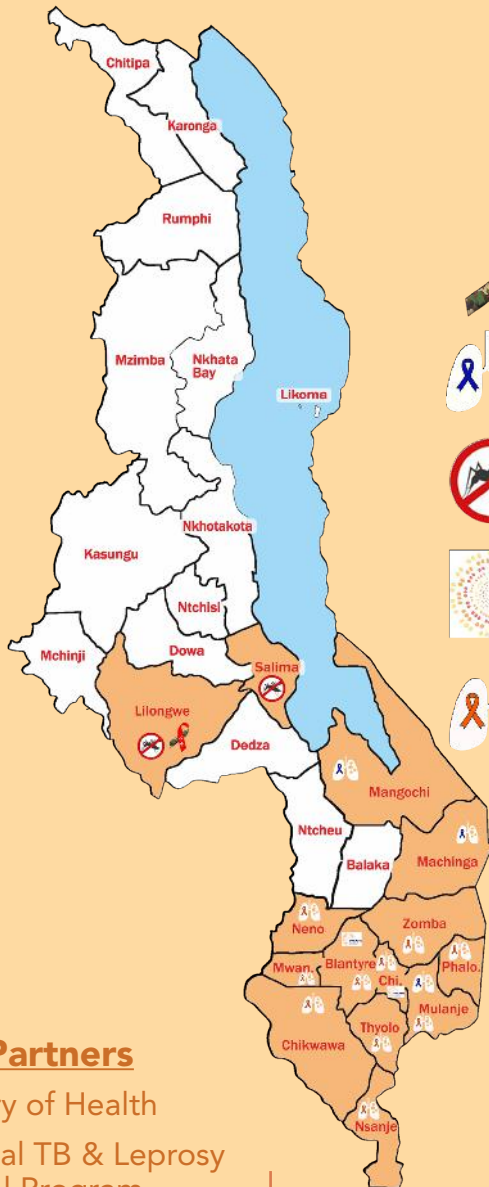 Chitipa
Karonga
Rumphi
Mzimba
Nkhata
Bay
Likoma
Nkhotakota
Kasungu
Ntchisi
Mchinji
Dowa
Salima
Lilongwe
Dedza
Mangochi
Ntcheu
Balaka
Machinga
Neno
Zomba
Mwan.
Blantyre
Chi.
Phalo.
Mulanje
Thyolo
Chikwawa
Nsanje
Partners
y of Health
al TB & Leprosy
l Program